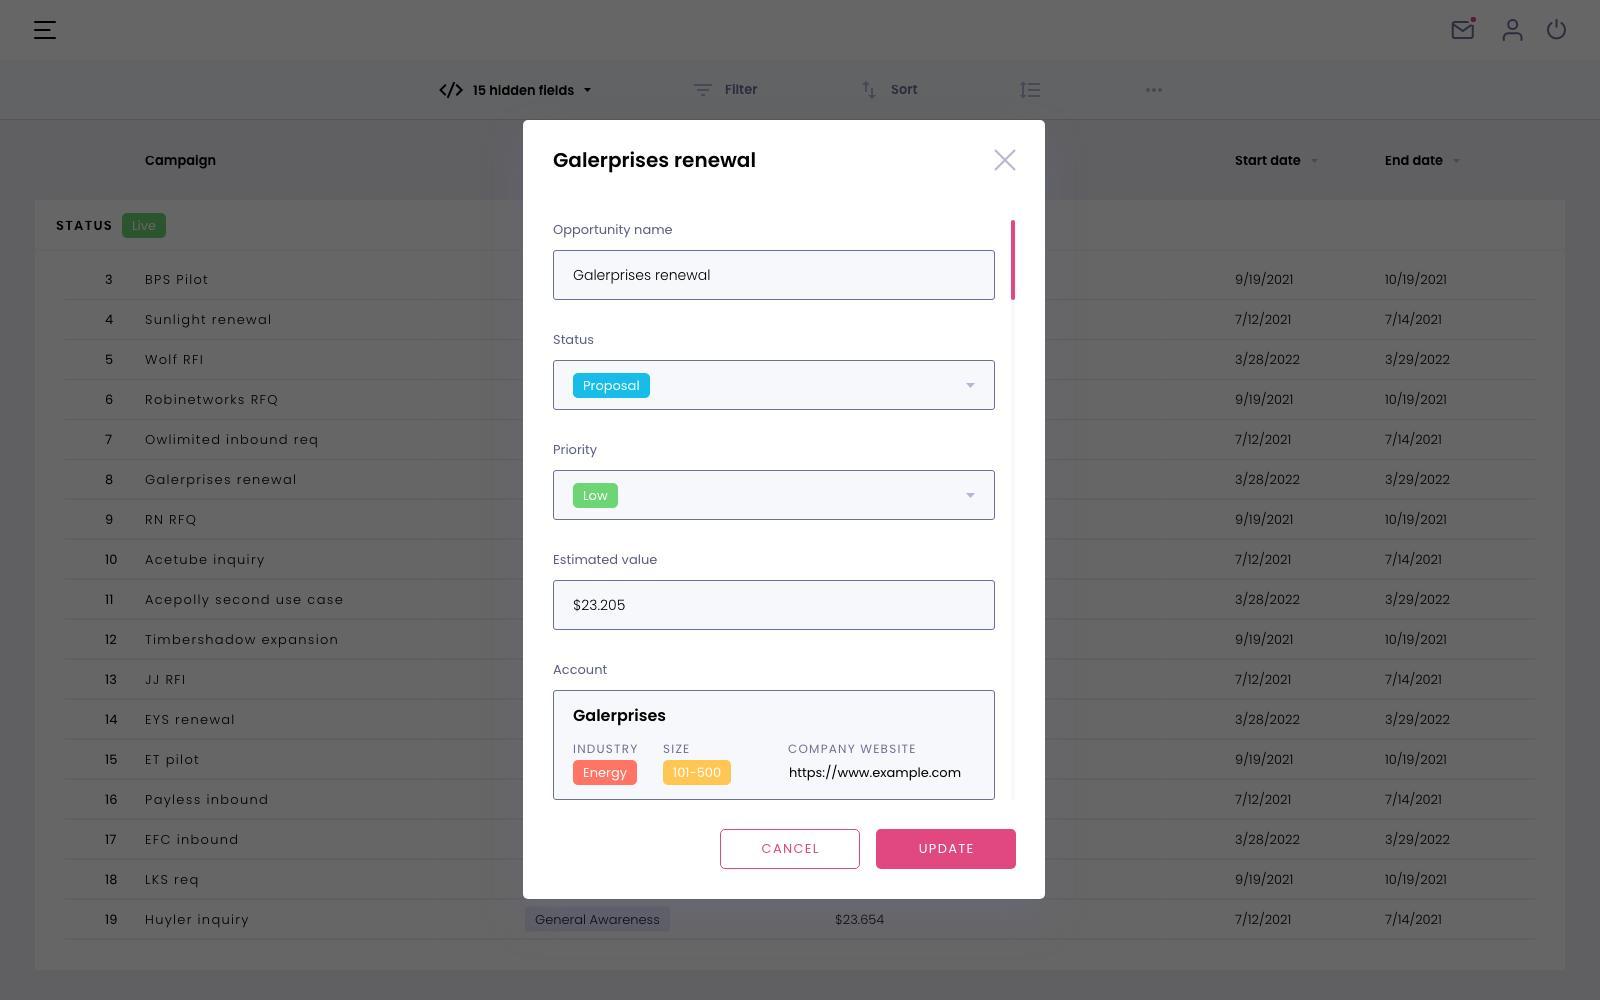 15 hidden fields
Filter
Sort
Campaign
Start date
End date
Galerprises renewal
STATUS Live
Opportunity name
Galerprises renewal
Status
Proposal
Priority
Low
Estimated value
$23.205
Account
Galerprises
INDUSTRY SIZE COMPANY WEBSITE
Energy 101-500 https://www.example.com
CANCEL UPDATE
3 BPS Pilot 9/19/2021 10/19/2021
4 Sunlight renewal 7/12/2021 7/14/2021
5 Wolf RFI 3/28/2022 3/29/2022
6 Robinetworks RFQ 9/19/2021 10/19/2021
7 Owlimited inbound req 7/12/2021 7/14/2021
8 Galerprises renewal 3/28/2022 3/29/2022
9 RN RFQ 9/19/2021 10/19/2021
10 Acetube inquiry 7/12/2021 7/14/2021
11 Acepolly second use case 3/28/2022 3/29/2022
12 Timbershadow expansion 9/19/2021 10/19/2021
13 JJ RFI 7/12/2021 7/14/2021
14 EYS renewal 3/28/2022 3/29/2022
15 ET pilot 9/19/2021 10/19/2021
16 Payless inbound 7/12/2021 7/14/2021
17 EFC inbound 3/28/2022 3/29/2022
18 LKS req 9/19/2021 10/19/2021
19 Huyler inquiry General Awareness $23.654 7/12/2021 7/14/2021